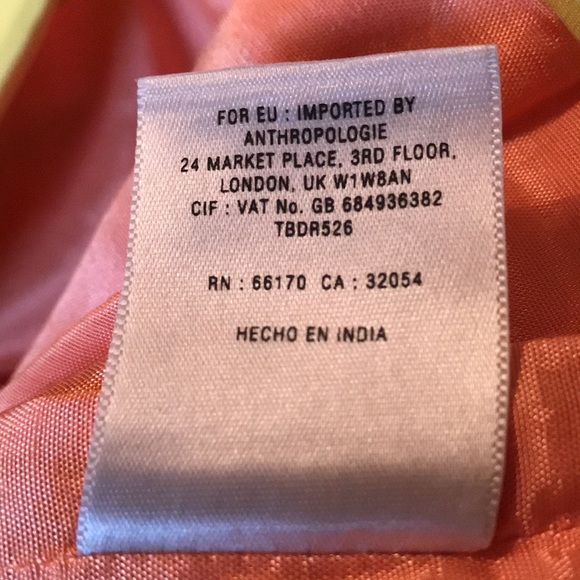 FOR EU : IMPORTED BY
ANTHROPOLOGIE
24 MARKET PLACE, 3RD FLOOR,
LONDON, UK W1W8AN
CIF : VAT No. GB 684936382
TBDR526
RN : 66170 CA : 32054
HECHO EN INDIA